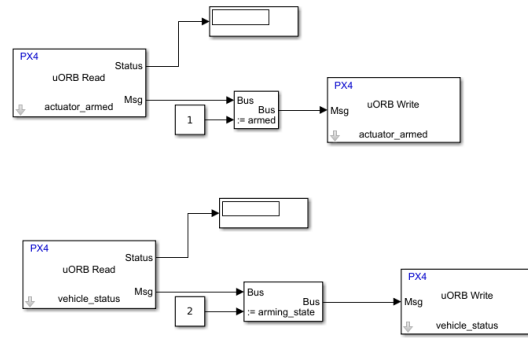 PX4
Status
uORB Read
Msg
actuator_armed
1
Bus
Bus
:= armed
PX4
Msg
uORB Write
actuator_armed
PX4
Status
uORB Read
Msg
vehicle_status
2
Bus
Bus
:= arming_state
PX4
Msg
uORB Write
vehicle_status